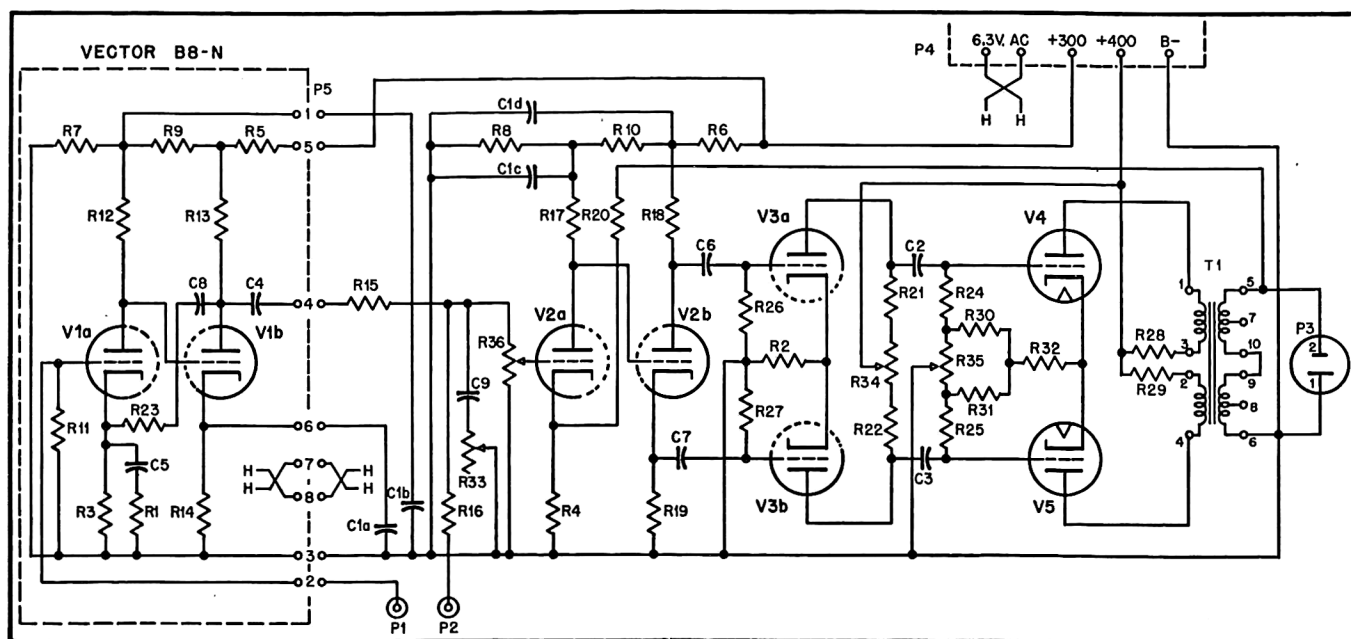 VECTOR B8-N
P4
6.3V. AC
+300
+400
B-
H H
P5
1
5
R7
R9
R5
C1d
R8
R10
R6
C1c
R12
R13
R17
R20
R18
V3a
V4
C8
C4
4
R15
C6
C2
T1
V1a
V1b
R36
V2a
V2b
R26
R21
R24
R30
1
3
2
4
5
7
10
9
8
6
P3
2
1
R2
R34
R35
R32
R28
R29
R11
R23
C9
R27
R22
R31
R25
C5
6
C7
H
H
7
8
H
H
R33
C3
R3
R1
R14
C1a
C1b
R16
R4
R19
V3b
V5
3
2
P1
P2